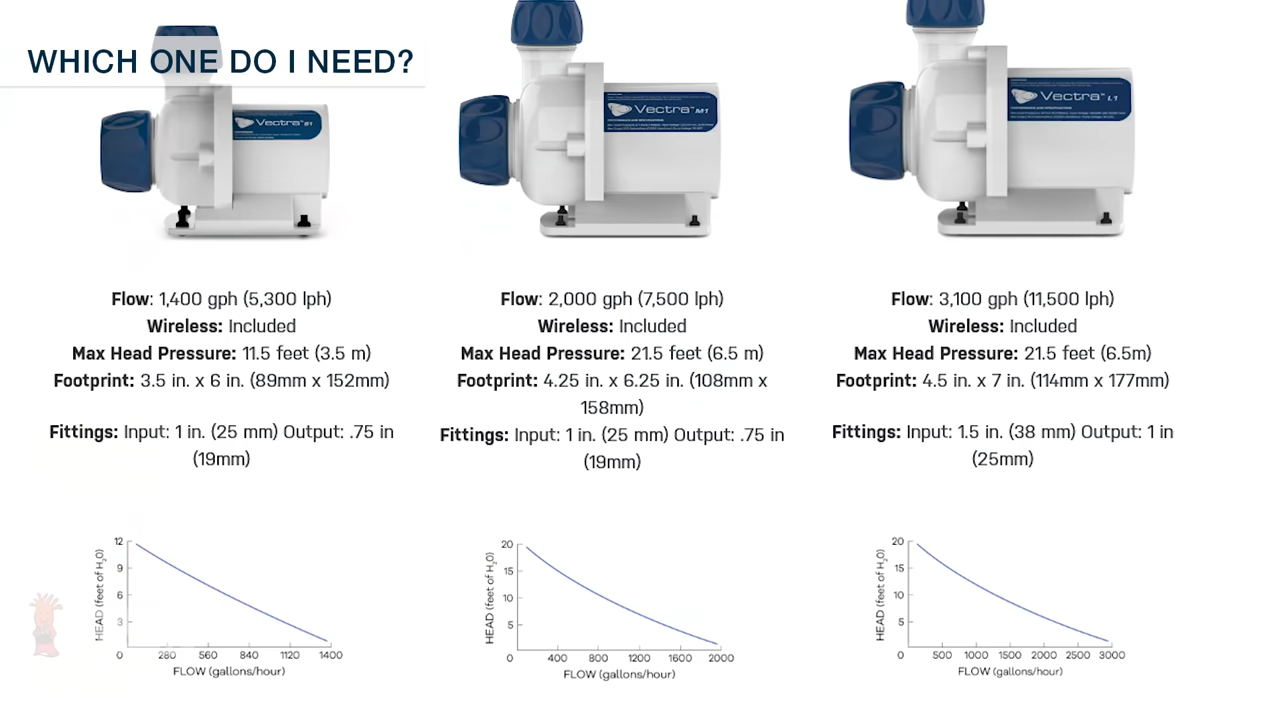 WHICH ONE DO I NEED?
Vectra™ S1
Vectra™ M1
Vectra™ L1
Flow: 1,400 gph (5,300 lph)
Wireless: Included
Max Head Pressure: 11.5 feet (3.5 m)
Footprint: 3.5 in. x 6 in. (89mm x 152mm)
Fittings: Input: 1 in. (25 mm) Output: .75 in
(19mm)
Flow: 2,000 gph (7,500 lph)
Wireless: Included
Max Head Pressure: 21.5 feet (6.5 m)
Footprint: 4.25 in. x 6.25 in. (108mm x
158mm)
Fittings: Input: 1 in. (25 mm) Output: .75 in
(19mm)
Flow: 3,100 gph (11,500 lph)
Wireless: Included
Max Head Pressure: 21.5 feet (6.5m)
Footprint: 4.5 in. x 7 in. (114mm x 177mm)
Fittings: Input: 1.5 in. (38 mm) Output: 1 in
(25mm)
HEAD (feet of H₂0)
12
9
6
3
0 280 560 840 1120 1400
FLOW (gallons/hour)
HEAD (feet of H₂0)
20
15
10
5
0 400 800 1200 1600 2000
FLOW (gallons/hour)
HEAD (feet of H₂0)
20
15
10
5
0 500 1000 1500 2000 2500 3000
FLOW (gallons/hour)